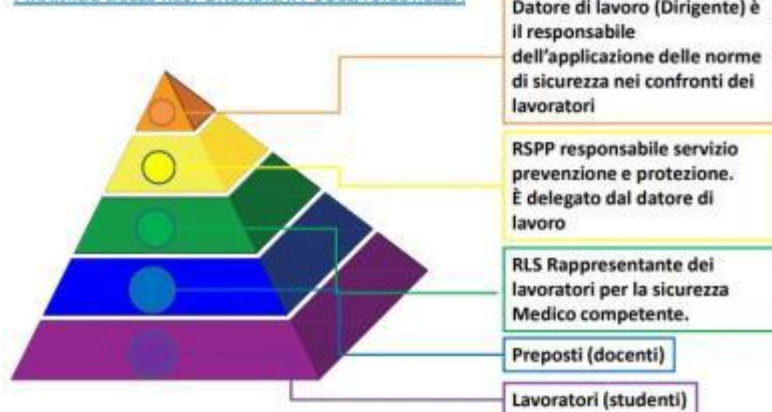 Datore di lavoro (Dirigente) è
il responsabile
dell'applicazione delle norme
di sicurezza nei confronti dei
lavoratori
RSPP responsabile servizio
prevenzione e protezione.
È delegato dal datore di
lavoro
RLS Rappresentante dei
lavoratori per la sicurezza
Medico competente.
Preposti (docenti)
Lavoratori (studenti)